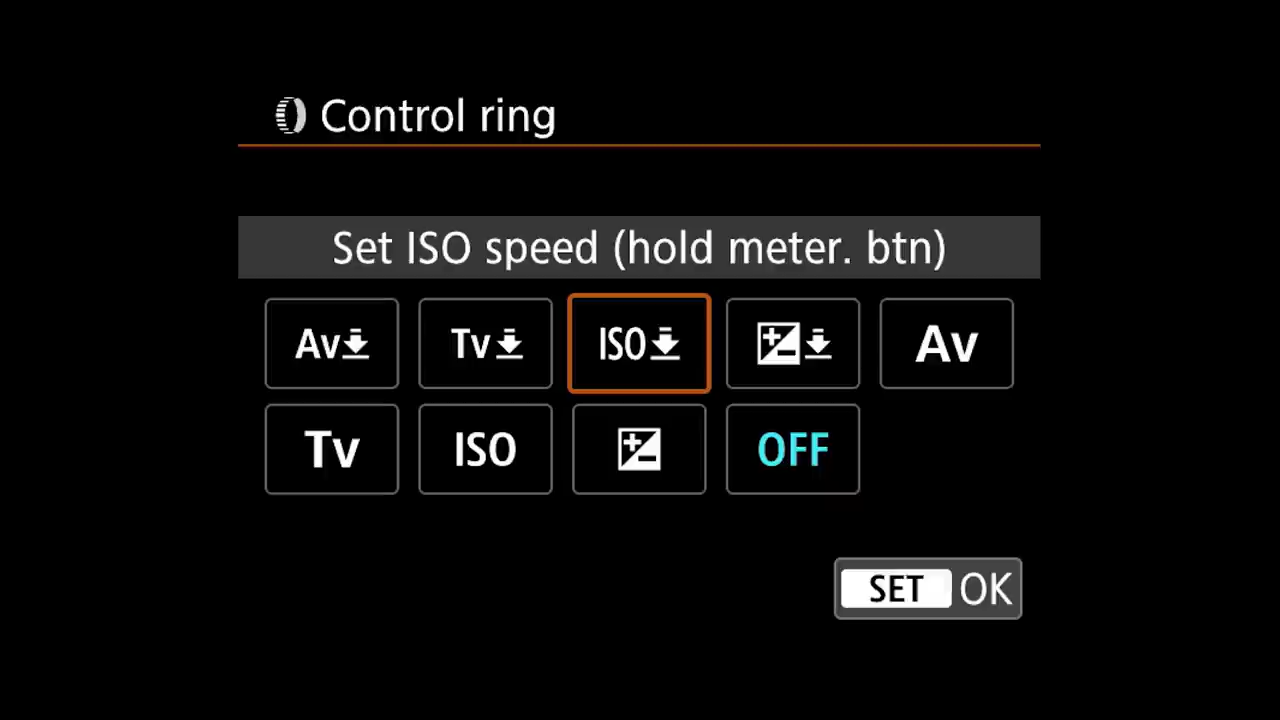 Control ring
Set ISO speed (hold meter. btn)
Av Tv ISO Av
Tv ISO OFF
SET OK